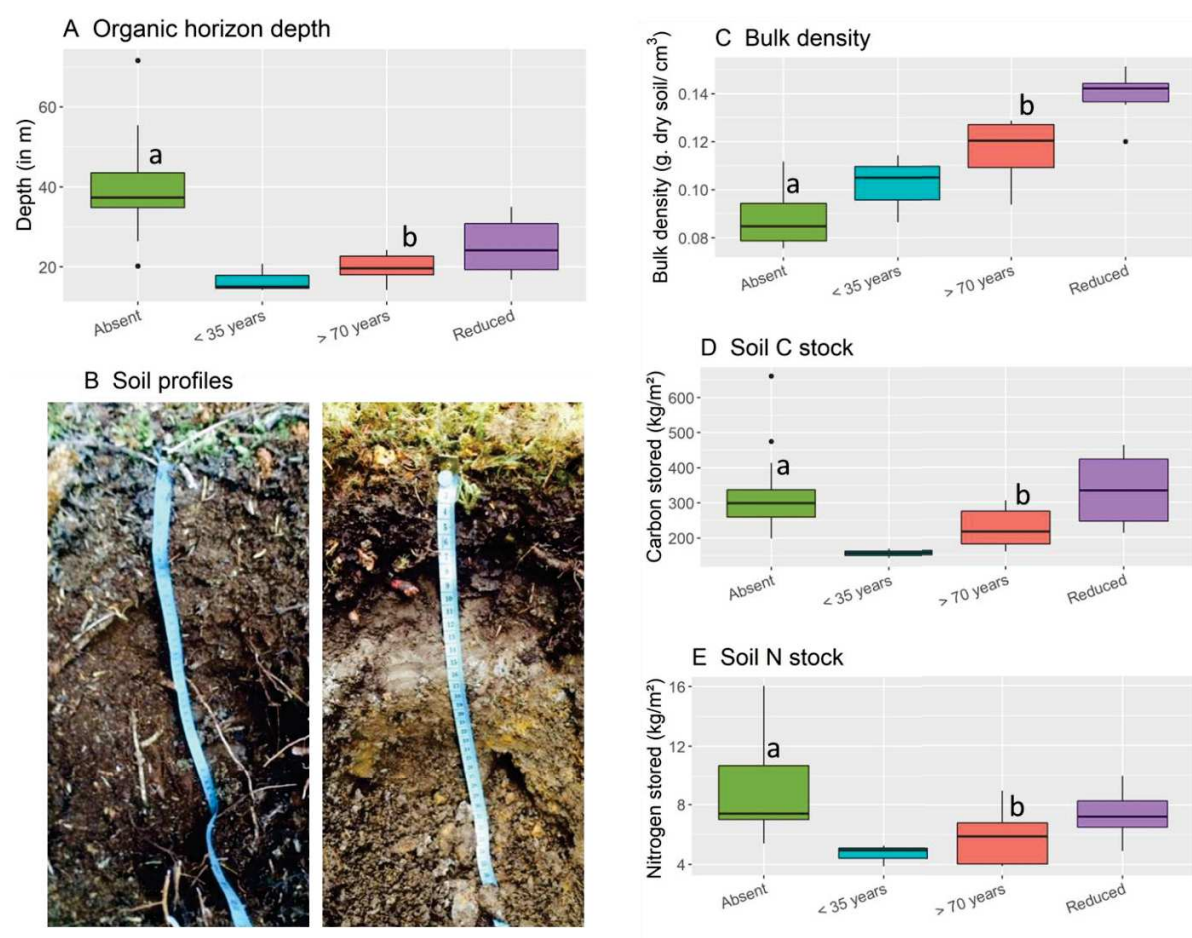 A Organic horizon depth
Depth (in m)
60
40
20
a
b
Absent
< 35 years
> 70 years
Reduced
B Soil profiles
C Bulk density
Bulk density (g. dry soil/ cm³)
0.14
0.12
0.10
0.08
a
b
Absent
< 35 years
> 70 years
Reduced
D Soil C stock
Carbon stored (kg/m²)
600
500
400
300
200
a
b
Absent
< 35 years
> 70 years
Reduced
E Soil N stock
Nitrogen stored (kg/m²)
16
12
8
4
a
b
Absent
< 35 years
> 70 years
Reduced